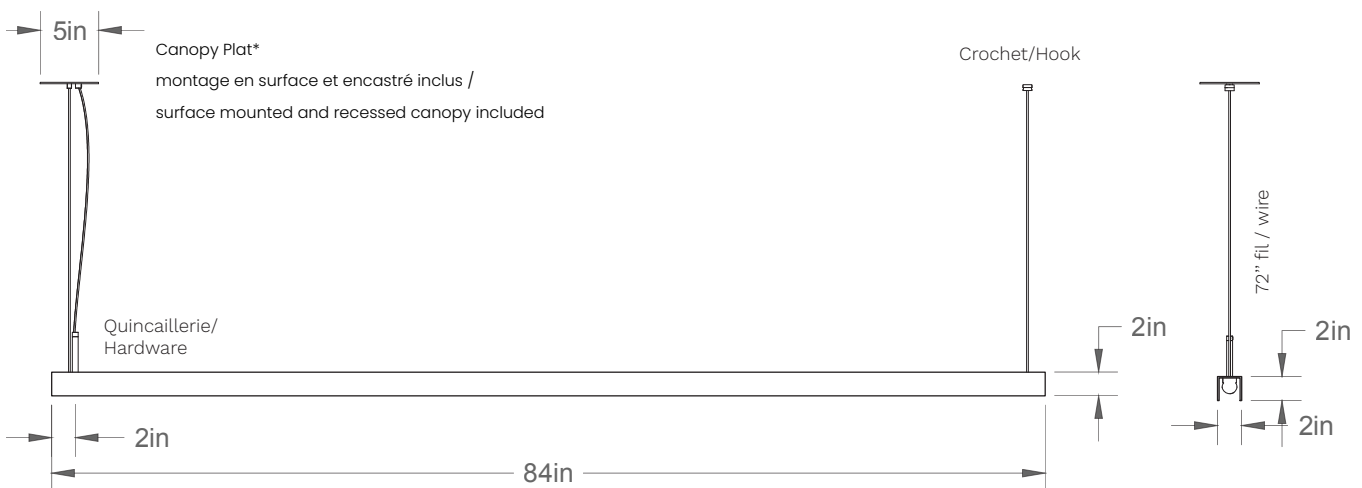 5in
Canopy Plat*
montage en surface et encastré inclus /
surface mounted and recessed canopy included
Crochet/Hook
72” fil / wire
Quincaillerie/
Hardware
2in
2in
2in
2in
84in